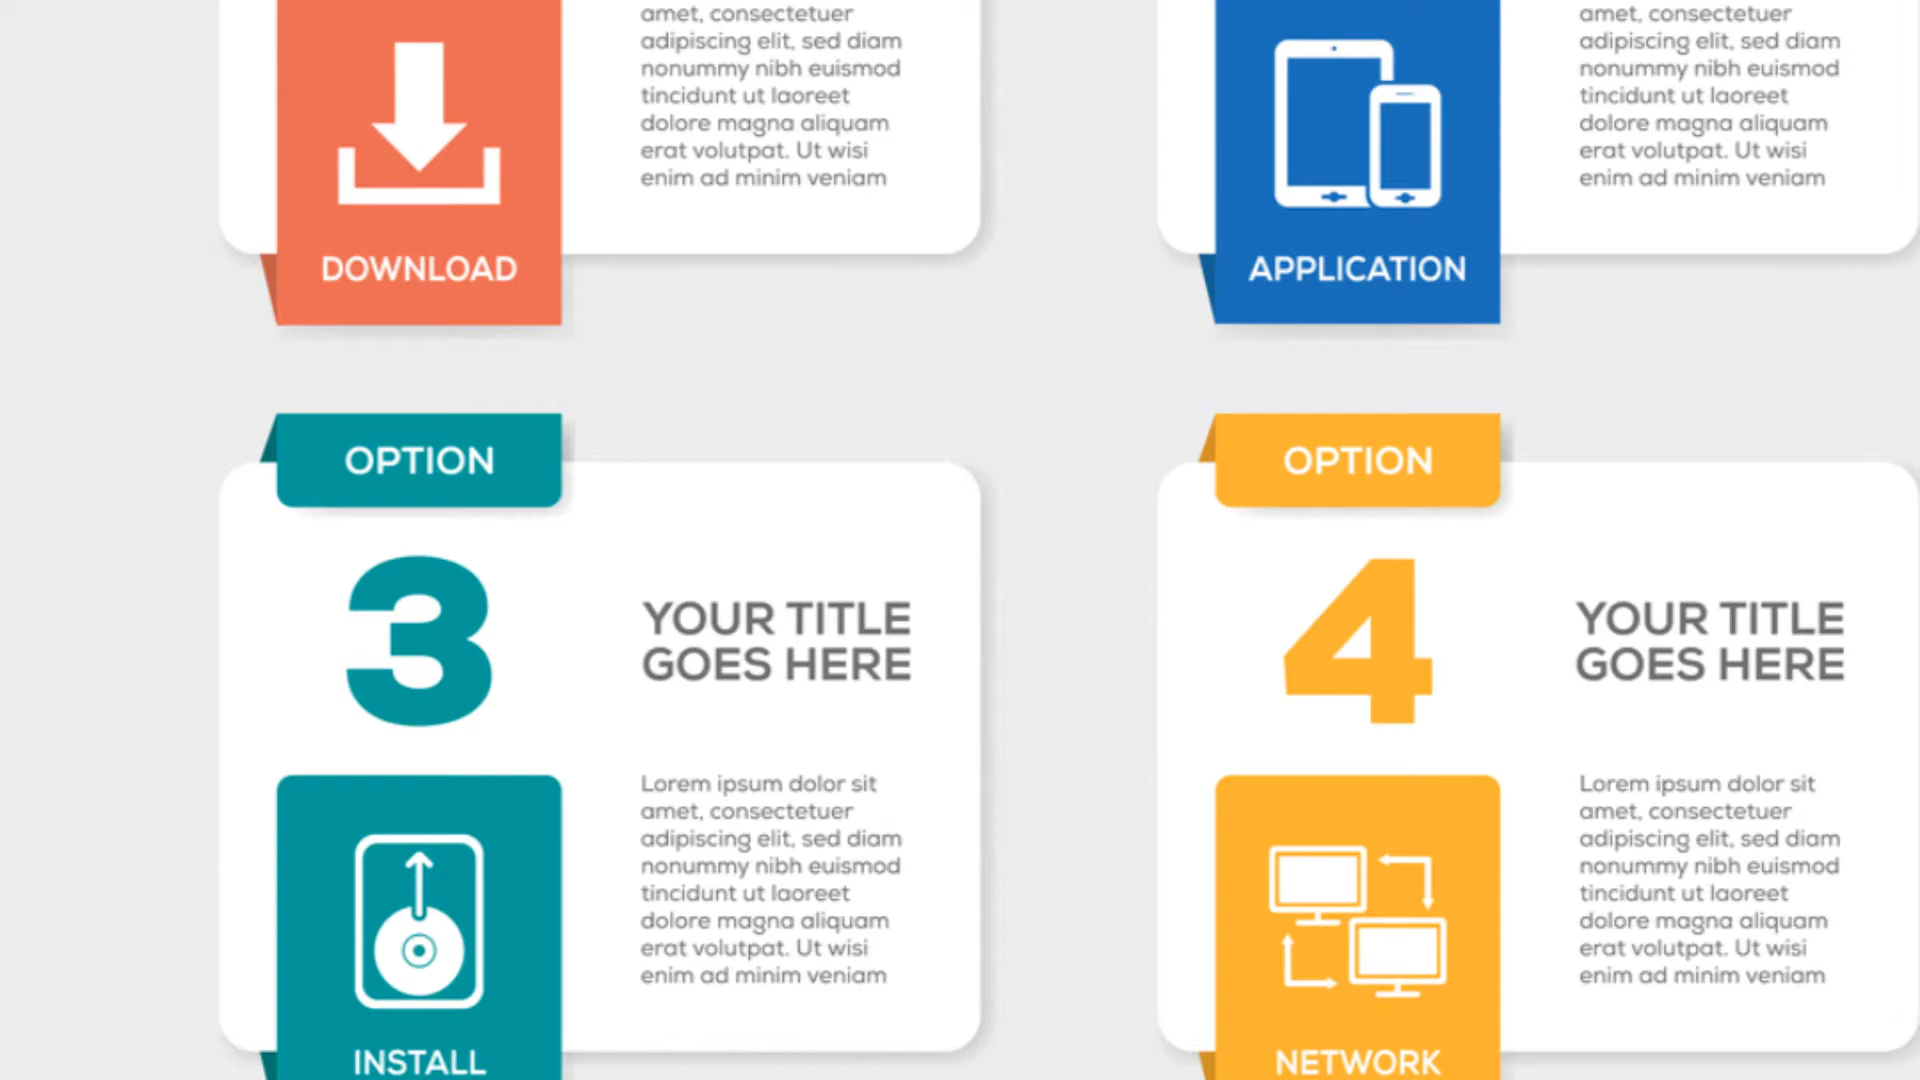 amet, consectetuer
adipiscing elit, sed diam
nonummy nibh euismod
tincidunt ut laoreet
dolore magna aliquam
erat volutpat. Ut wisi
enim ad minim veniam
DOWNLOAD
amet, consectetuer
adipiscing elit, sed diam
nonummy nibh euismod
tincidunt ut laoreet
dolore magna aliquam
erat volutpat. Ut wisi
enim ad minim veniam
APPLICATION
OPTION
3
YOUR TITLE
GOES HERE
Lorem ipsum dolor sit
amet, consectetuer
adipiscing elit, sed diam
nonummy nibh euismod
tincidunt ut laoreet
dolore magna aliquam
erat volutpat. Ut wisi
enim ad minim veniam
INSTALL
OPTION
4
YOUR TITLE
GOES HERE
Lorem ipsum dolor sit
amet, consectetuer
adipiscing elit, sed diam
nonummy nibh euismod
tincidunt ut laoreet
dolore magna aliquam
erat volutpat. Ut wisi
enim ad minim veniam
NETWORK